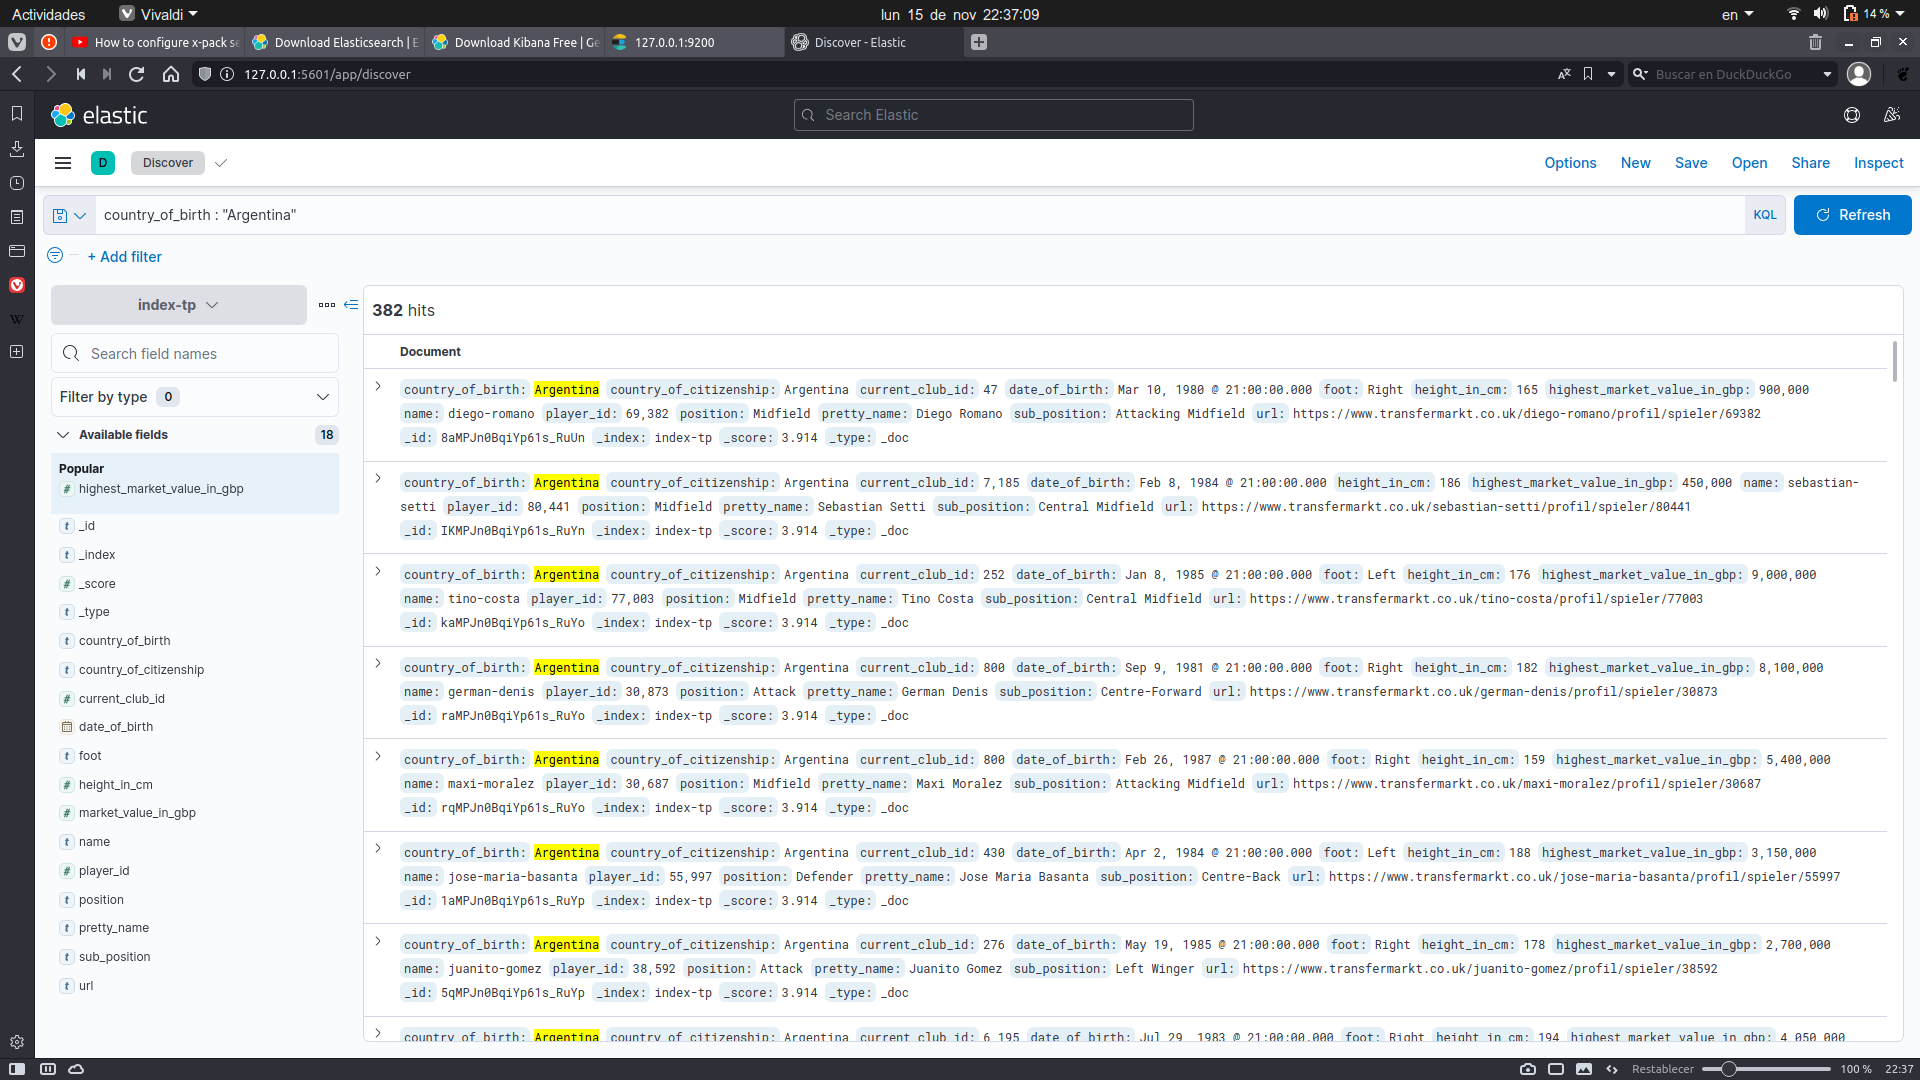 Actividades
Vivaldi
lun 15 de nov 22:37:09
en
14 %
How to configure x-pack se
Download Elasticsearch | E
Download Kibana Free | Ge
127.0.0.1:9200
Discover - Elastic
127.0.0.1:5601/app/discover
Buscar en DuckDuckGo
elastic
Search Elastic
D
Discover
Options
New
Save
Open
Share
Inspect
country_of_birth : "Argentina"
KQL
Refresh
+ Add filter
index-tp
Search field names
Filter by type 0
Available fields 18
Popular
# highest_market_value_in_gbp
t _id
t _index
# _score
t _type
t country_of_birth
t country_of_citizenship
# current_club_id
date_of_birth
t foot
# height_in_cm
# market_value_in_gbp
t name
# player_id
t position
t pretty_name
t sub_position
t url
382 hits
Document
country_of_birth: Argentina country_of_citizenship: Argentina current_club_id: 47 date_of_birth: Mar 10, 1980 @ 21:00:00.000 foot: Right height_in_cm: 165 highest_market_value_in_gbp: 900,000
name: diego-romano player_id: 69,382 position: Midfield pretty_name: Diego Romano sub_position: Attacking Midfield url: https://www.transfermarkt.co.uk/diego-romano/profil/spieler/69382
_id: 8aMPJn0BqiYp61s_RuUn _index: index-tp _score: 3.914 _type: _doc
country_of_birth: Argentina country_of_citizenship: Argentina current_club_id: 7,185 date_of_birth: Feb 8, 1984 @ 21:00:00.000 height_in_cm: 186 highest_market_value_in_gbp: 450,000 name: sebastian-
setti player_id: 80,441 position: Midfield pretty_name: Sebastian Setti sub_position: Central Midfield url: https://www.transfermarkt.co.uk/sebastian-setti/profil/spieler/80441
_id: IKMPJn0BqiYp61s_RuYn _index: index-tp _score: 3.914 _type: _doc
country_of_birth: Argentina country_of_citizenship: Argentina current_club_id: 252 date_of_birth: Jan 8, 1985 @ 21:00:00.000 foot: Left height_in_cm: 176 highest_market_value_in_gbp: 9,000,000
name: tino-costa player_id: 77,003 position: Midfield pretty_name: Tino Costa sub_position: Central Midfield url: https://www.transfermarkt.co.uk/tino-costa/profil/spieler/77003
_id: kaMPJn0BqiYp61s_RuYo _index: index-tp _score: 3.914 _type: _doc
country_of_birth: Argentina country_of_citizenship: Argentina current_club_id: 800 date_of_birth: Sep 9, 1981 @ 21:00:00.000 foot: Right height_in_cm: 182 highest_market_value_in_gbp: 8,100,000
name: german-denis player_id: 30,873 position: Attack pretty_name: German Denis sub_position: Centre-Forward url: https://www.transfermarkt.co.uk/german-denis/profil/spieler/30873
_id: raMPJn0BqiYp61s_RuYo _index: index-tp _score: 3.914 _type: _doc
country_of_birth: Argentina country_of_citizenship: Argentina current_club_id: 800 date_of_birth: Feb 26, 1987 @ 21:00:00.000 foot: Right height_in_cm: 159 highest_market_value_in_gbp: 5,400,000
name: maxi-moralez player_id: 30,687 position: Midfield pretty_name: Maxi Moralez sub_position: Attacking Midfield url: https://www.transfermarkt.co.uk/maxi-moralez/profil/spieler/30687
_id: rqMPJn0BqiYp61s_RuYo _index: index-tp _score: 3.914 _type: _doc
country_of_birth: Argentina country_of_citizenship: Argentina current_club_id: 430 date_of_birth: Apr 2, 1984 @ 21:00:00.000 foot: Left height_in_cm: 188 highest_market_value_in_gbp: 3,150,000
name: jose-maria-basanta player_id: 55,997 position: Defender pretty_name: Jose Maria Basanta sub_position: Centre-Back url: https://www.transfermarkt.co.uk/jose-maria-basanta/profil/spieler/55997
_id: 1aMPJn0BqiYp61s_RuYp _index: index-tp _score: 3.914 _type: _doc
country_of_birth: Argentina country_of_citizenship: Argentina current_club_id: 276 date_of_birth: May 19, 1985 @ 21:00:00.000 foot: Right height_in_cm: 178 highest_market_value_in_gbp: 2,700,000
name: juanito-gomez player_id: 38,592 position: Attack pretty_name: Juanito Gomez sub_position: Left Winger url: https://www.transfermarkt.co.uk/juanito-gomez/profil/spieler/38592
_id: 5qMPJn0BqiYp61s_RuYp _index: index-tp _score: 3.914 _type: _doc
country_of_birth: Argentina country_of_citizenship: Argentina current_club_id: 6,195 date_of_birth: Jul 29, 1983 @ 21:00:00.000 foot: Right height_in_cm: 194 highest_market_value_in_gbp: 4,050,000
Restablecer
100 %
22:37